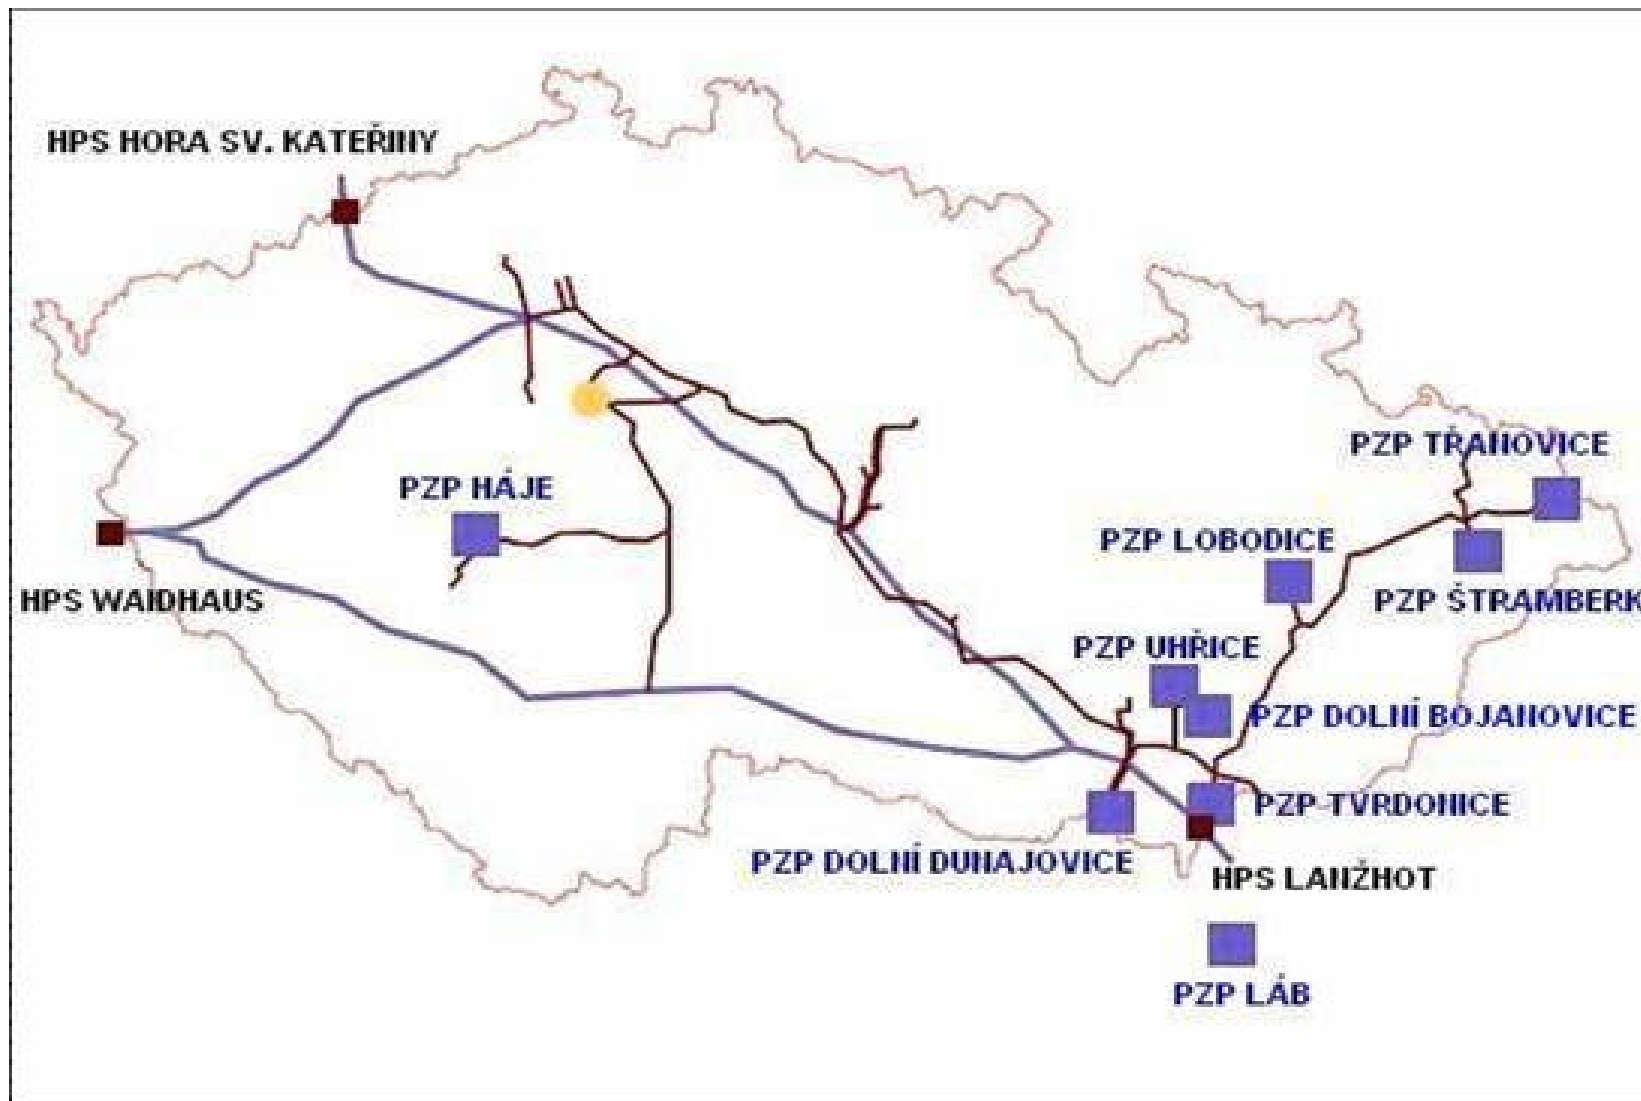 HPS HORA SV. KATEŘINY
PZP TŘANOVICE
PZP HÁJE
PZP LOBODICE
HPS WAIDHAUS
PZP ŠTRAMBERK
PZP UHŘICE
PZP DOLNÍ BOJANOVICE
PZP TVRDONICE
PZP DOLNÍ DUNAJOVICE
HPS LANŽHOT
PZP LÁB